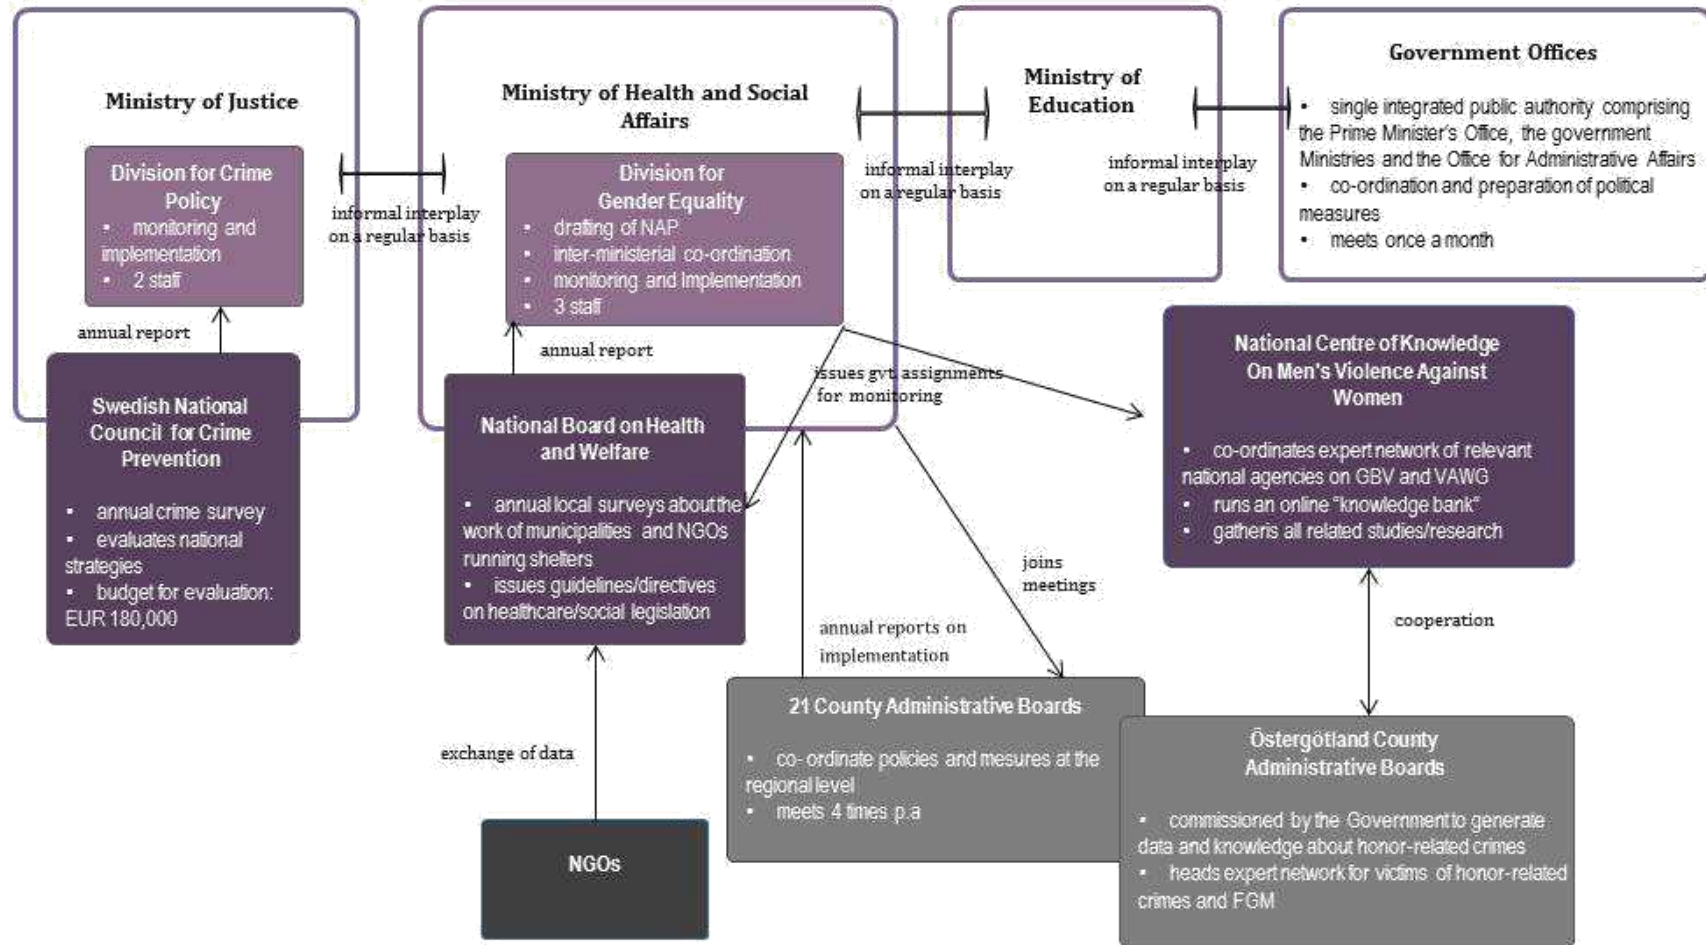 Ministry of Justice
Division for Crime
Policy
• monitoring and
implementation
• 2 staff
informal interplay
on a regular basis
annual report
Swedish National
Council for Crime
Prevention
• annual crime survey
• evaluates national
strategies
• budget for evaluation:
EUR 180,000
Ministry of Health and Social
Affairs
Division for
Gender Equality
• drafting of NAP
• inter-ministerial co-ordination
• monitoring and Implementation
• 3 staff
informal interplay
on a regular basis
annual report
issues gvt. assignments
for monitoring
National Board on Health
and Welfare
• annual local surveys about the
work of municipalities and NGOs
running shelters
• issues guidelines/directives
on healthcare/social legislation
Ministry of
Education
informal interplay
on a regular basis
Government Offices
• single integrated public authority comprising
the Prime Minister's Office, the government
Ministries and the Office for Administrative Affairs
• co-ordination and preparation of political
measures
• meets once a month
National Centre of Knowledge
On Men's Violence Against
Women
• co-ordinates expert network of relevant
national agencies on GBV and VAWG
• runs an online "knowledge bank"
• gatheris all related studies/research
joins
meetings
cooperation
annual reports on
implementation
21 County Administrative Boards
• co- ordinate policies and mesures at the
regional level
• meets 4 times p.a
exchange of data
NGOs
Östergötland County
Administrative Boards
• commissioned by the Government to generate
data and knowledge about honor-related crimes
• heads expert network for victims of honor-related
crimes and FGM